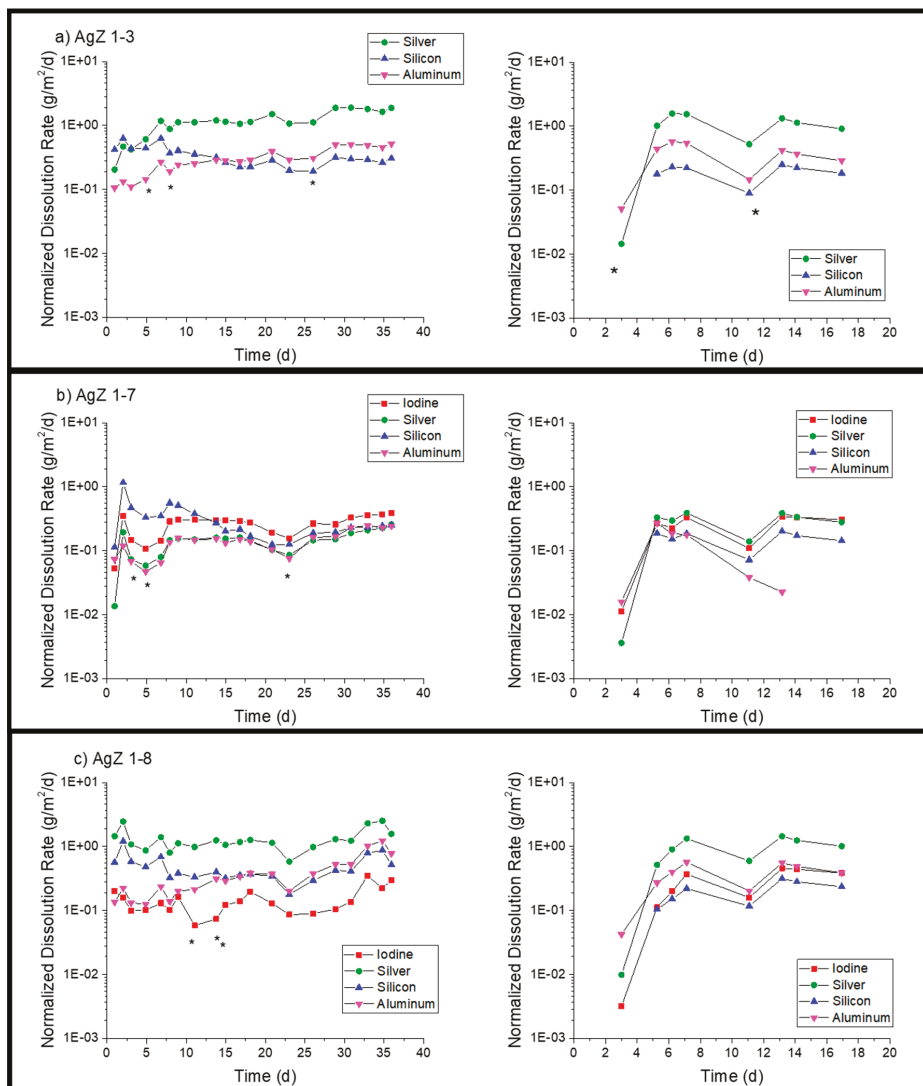 a) AgZ 1-3
Normalized Dissolution Rate (g/m²/d)
1E+01
1E+00
1E-01
1E-02
1E-03
Silver
Silicon
Aluminum
* * *
0 5 10 15 20 25 30 35 40
Time (d)
Normalized Dissolution Rate (g/m²/d)
1E+01
1E+00
1E-01
1E-02
1E-03
* *
Silver
Silicon
Aluminum
0 2 4 6 8 10 12 14 16 18 20
Time (d)
b) AgZ 1-7
Normalized Dissolution Rate (g/m²/d)
1E+01
1E+00
1E-01
1E-02
1E-03
Iodine
Silver
Silicon
Aluminum
* * *
0 5 10 15 20 25 30 35 40
Time (d)
Normalized Dissolution Rate (g/m²/d)
1E+01
1E+00
1E-01
1E-02
1E-03
Iodine
Silver
Silicon
Aluminum
0 2 4 6 8 10 12 14 16 18 20
Time (d)
c) AgZ 1-8
Normalized Dissolution Rate (g/m²/d)
1E+01
1E+00
1E-01
1E-02
1E-03
* * *
Iodine
Silver
Silicon
Aluminum
0 5 10 15 20 25 30 35 40
Time (d)
Normalized Dissolution Rate (g/m²/d)
1E+01
1E+00
1E-01
1E-02
1E-03
Iodine
Silver
Silicon
Aluminum
0 2 4 6 8 10 12 14 16 18 20
Time (d)